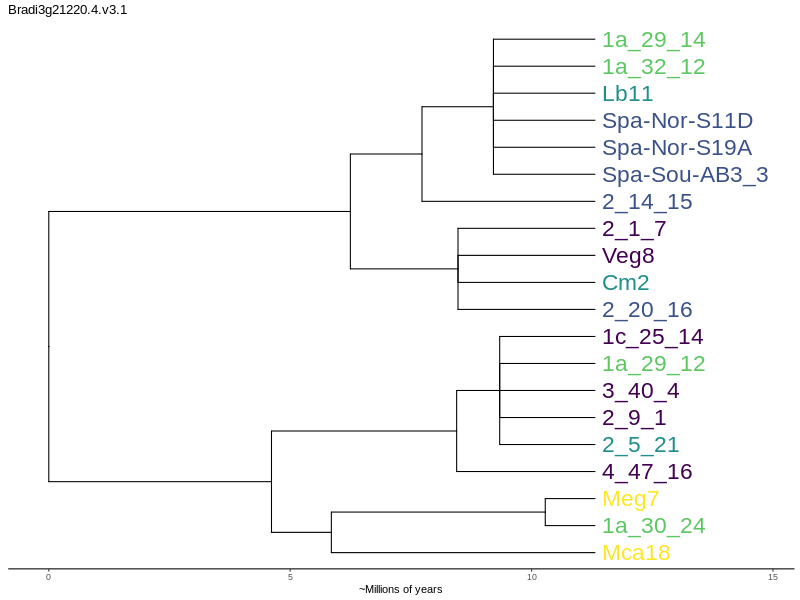 Bradi3g21220.4.v3.1
1a_29_14
1a_32_12
Lb11
Spa-Nor-S11D
Spa-Nor-S19A
Spa-Sou-AB3_3
2_14_15
2_1_7
Veg8
Cm2
2_20_16
1c_25_14
1a_29_12
3_40_4
2_9_1
2_5_21
4_47_16
Meg7
1a_30_24
Mca18
0 5 10 15
~Millions of years